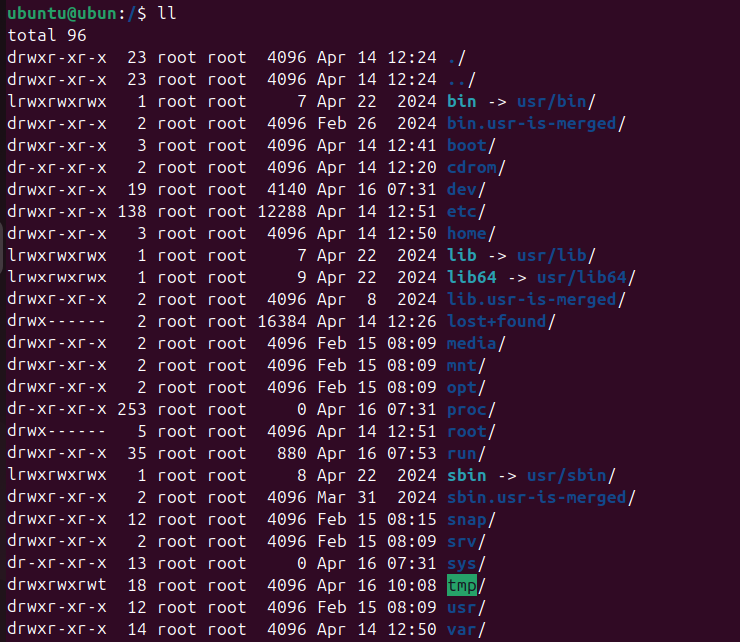 ubuntu@ubun:/$ ll
total 96
drwxr-xr-x  23 root root  4096 Apr 14 12:24 ./
drwxr-xr-x  23 root root  4096 Apr 14 12:24 ../
lrwxrwxrwx   1 root root     7 Apr 22  2024 bin -> usr/bin/
drwxr-xr-x   2 root root  4096 Feb 26  2024 bin.usr-is-merged/
drwxr-xr-x   3 root root  4096 Apr 14 12:41 boot/
dr-xr-xr-x   2 root root  4096 Apr 14 12:20 cdrom/
drwxr-xr-x  19 root root  4140 Apr 16 07:31 dev/
drwxr-xr-x 138 root root 12288 Apr 14 12:51 etc/
drwxr-xr-x   3 root root  4096 Apr 14 12:50 home/
lrwxrwxrwx   1 root root     7 Apr 22  2024 lib -> usr/lib/
lrwxrwxrwx   1 root root     9 Apr 22  2024 lib64 -> usr/lib64/
drwxr-xr-x   2 root root  4096 Apr  8  2024 lib.usr-is-merged/
drwx------   2 root root 16384 Apr 14 12:26 lost+found/
drwxr-xr-x   2 root root  4096 Feb 15 08:09 media/
drwxr-xr-x   2 root root  4096 Feb 15 08:09 mnt/
drwxr-xr-x   2 root root  4096 Feb 15 08:09 opt/
dr-xr-xr-x 253 root root     0 Apr 16 07:31 proc/
drwx------   5 root root  4096 Apr 14 12:51 root/
drwxr-xr-x  35 root root   880 Apr 16 07:53 run/
lrwxrwxrwx   1 root root     8 Apr 22  2024 sbin -> usr/sbin/
drwxr-xr-x   2 root root  4096 Mar 31  2024 sbin.usr-is-merged/
drwxr-xr-x  12 root root  4096 Feb 15 08:15 snap/
drwxr-xr-x   2 root root  4096 Feb 15 08:09 srv/
dr-xr-xr-x  13 root root     0 Apr 16 07:31 sys/
drwxrwxrwt  18 root root  4096 Apr 16 10:08 tmp/
drwxr-xr-x  12 root root  4096 Feb 15 08:09 usr/
drwxr-xr-x  14 root root  4096 Apr 14 12:50 var/